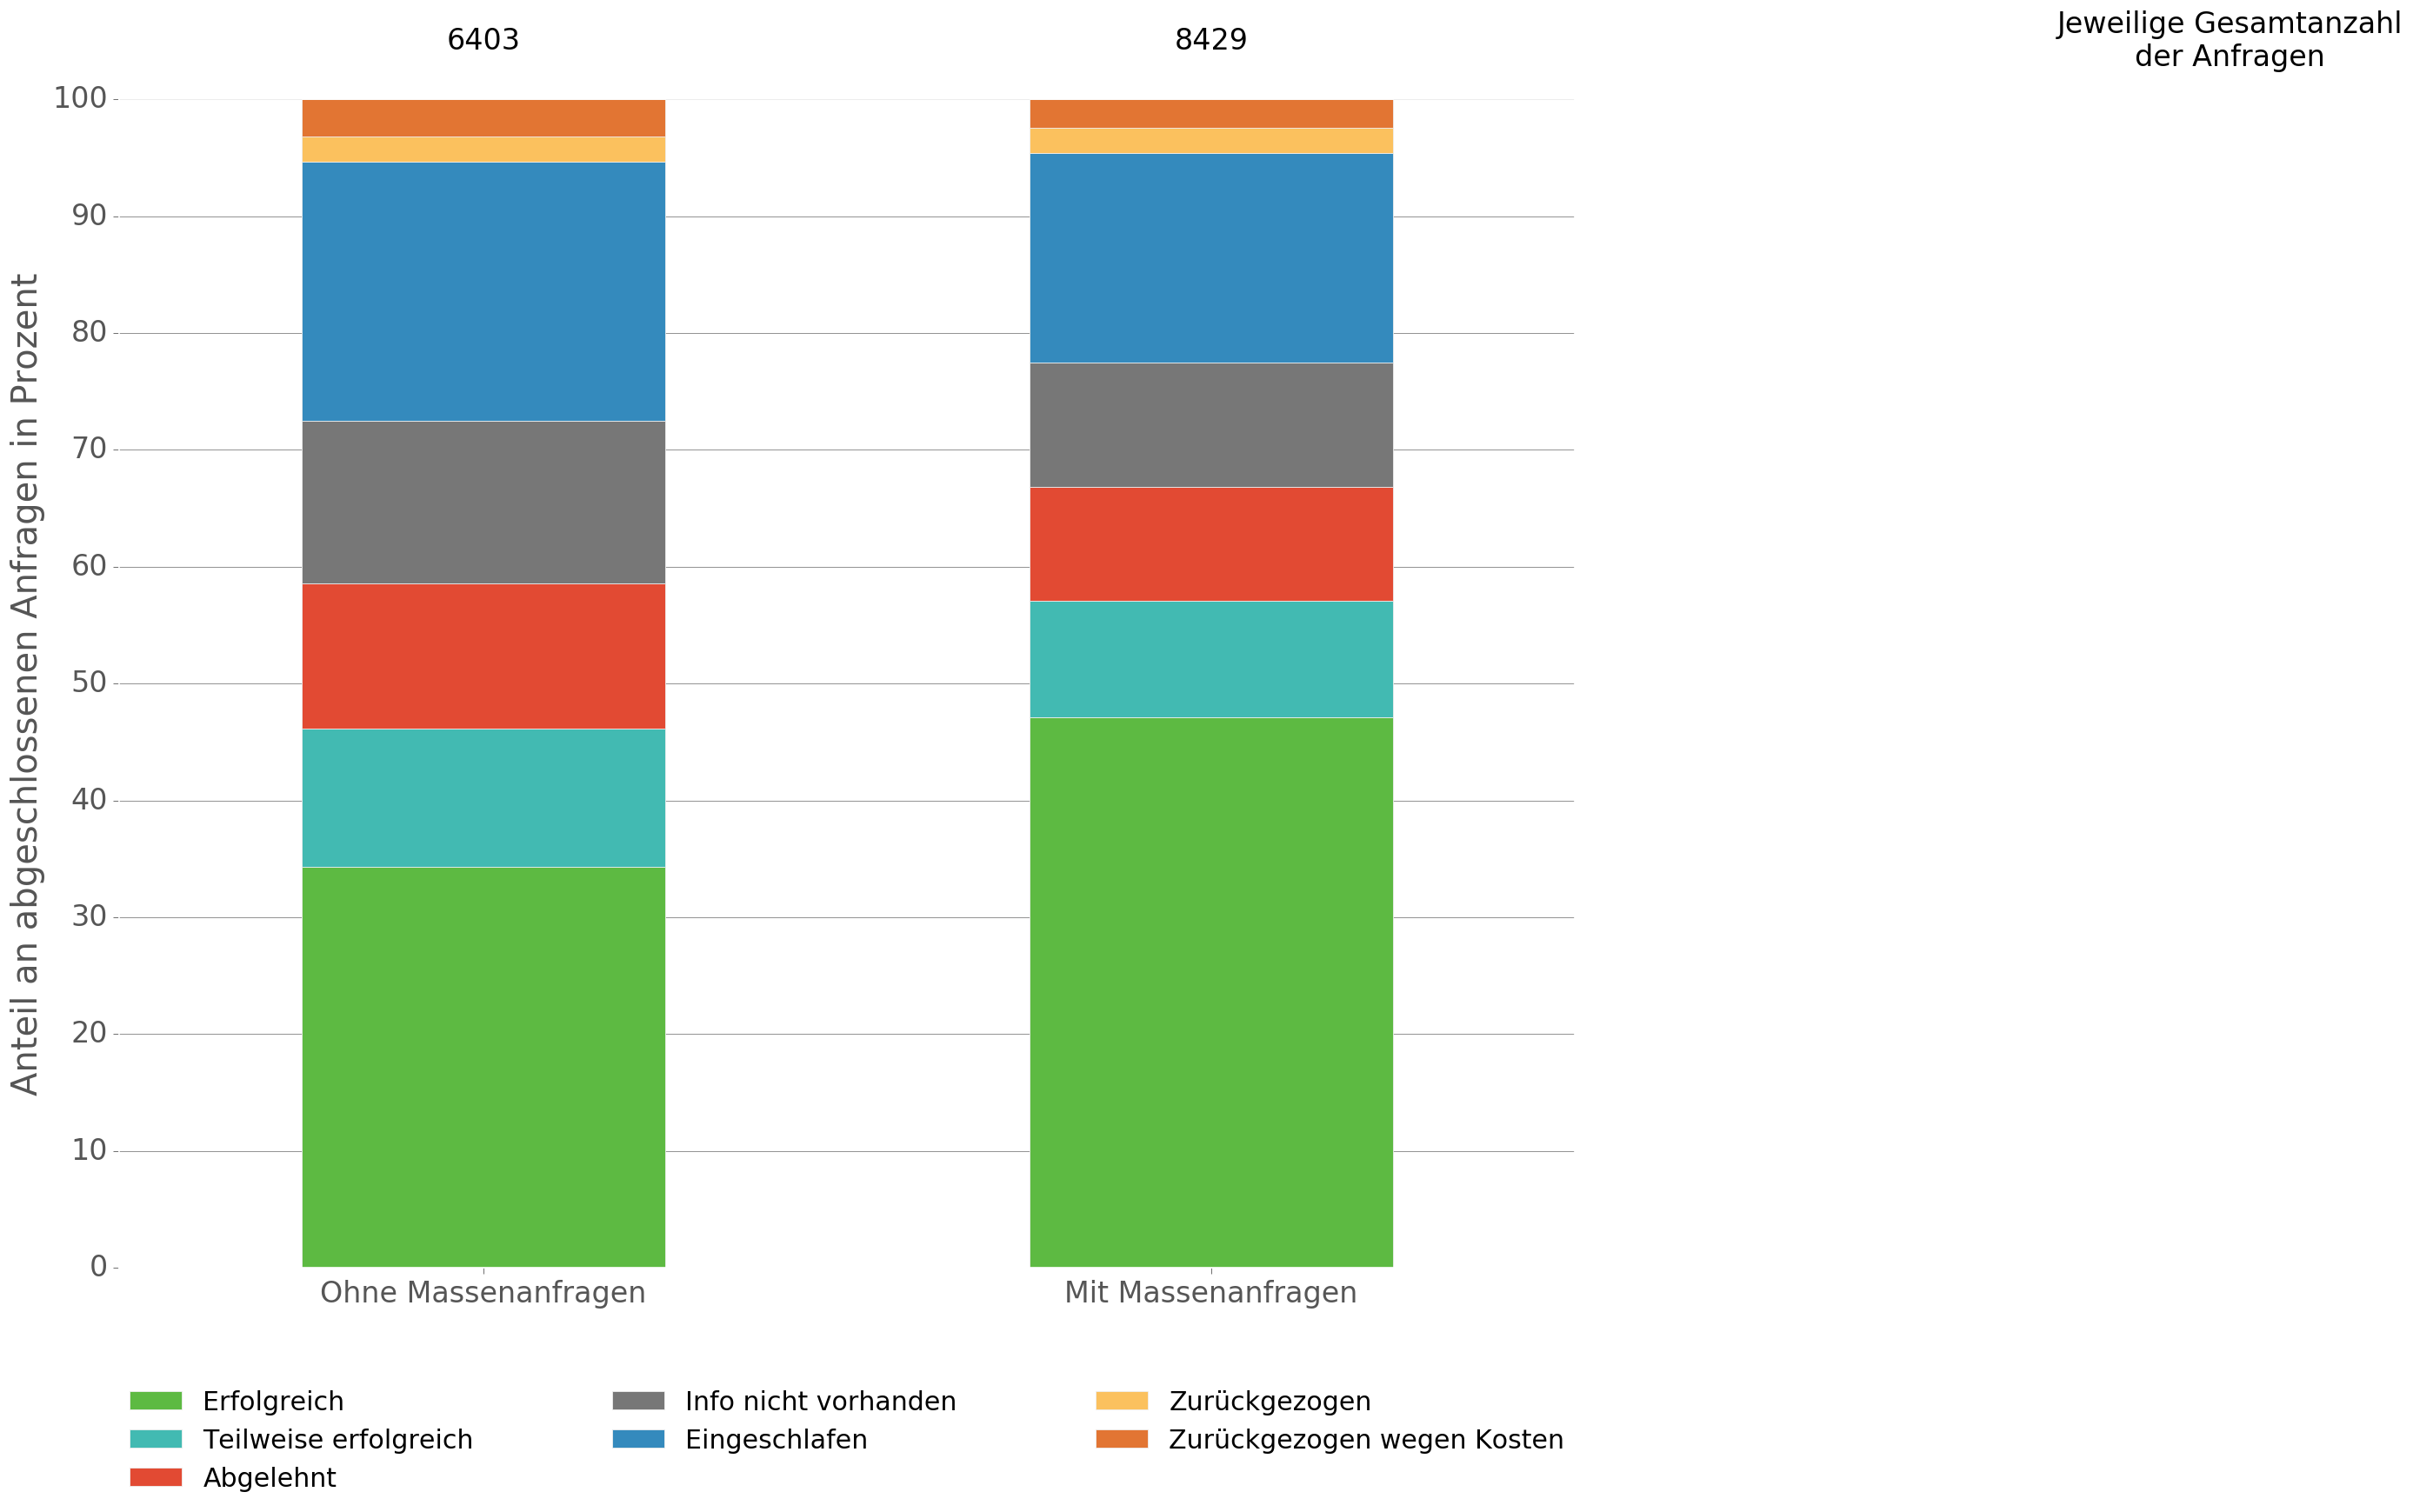 6403
8429
Jeweilige Gesamtanzahl
der Anfragen
Anteil an abgeschlossenen Anfragen in Prozent
100
90
80
70
60
50
40
30
20
10
0
Ohne Massenanfragen
Mit Massenanfragen
Erfolgreich
Teilweise erfolgreich
Abgelehnt
Info nicht vorhanden
Eingeschlafen
Zurückgezogen
Zurückgezogen wegen Kosten